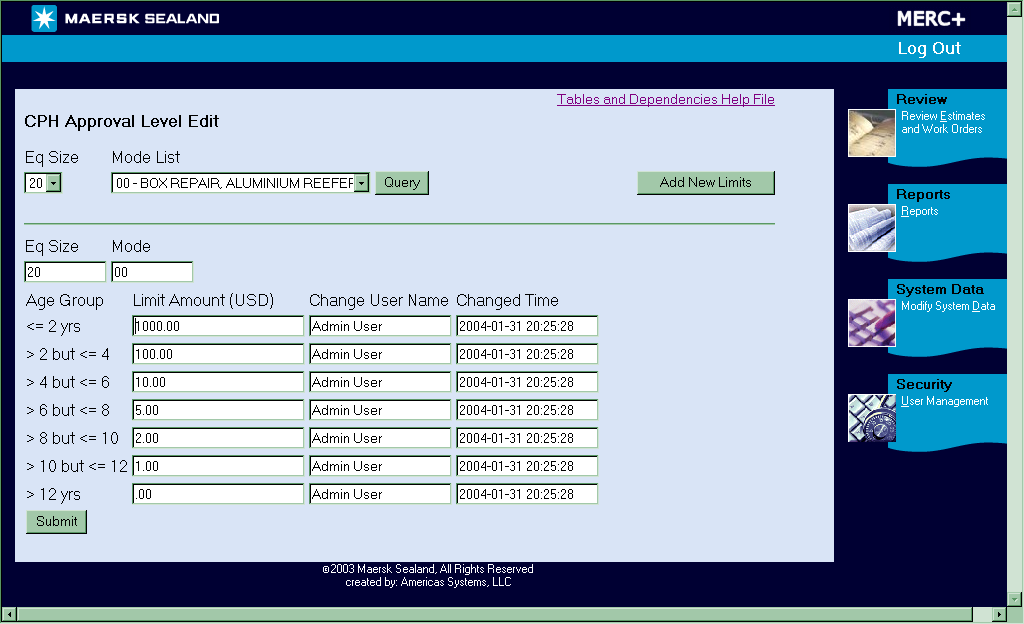 MAERSK SEALAND
MERC+
Log Out
Tables and Dependencies Help File
CPH Approval Level Edit
Eq Size Mode List
20 00 - BOX REPAIR, ALUMINIUM REEFER Query Add New Limits
Eq Size Mode
20 00
Age Group Limit Amount (USD) Change User Name Changed Time
<= 2 yrs 1000.00 Admin User 2004-01-31 20:25:28
> 2 but <= 4 100.00 Admin User 2004-01-31 20:25:28
> 4 but <= 6 10.00 Admin User 2004-01-31 20:25:28
> 6 but <= 8 5.00 Admin User 2004-01-31 20:25:28
> 8 but <= 10 2.00 Admin User 2004-01-31 20:25:28
> 10 but <= 12 1.00 Admin User 2004-01-31 20:25:28
> 12 yrs .00 Admin User 2004-01-31 20:25:28
Submit
Review
Review Estimates
and Work Orders
Reports
Reports
System Data
Modify System Data
Security
User Management
©2003 Maersk Sealand, All Rights Reserved
created by: Americas Systems, LLC